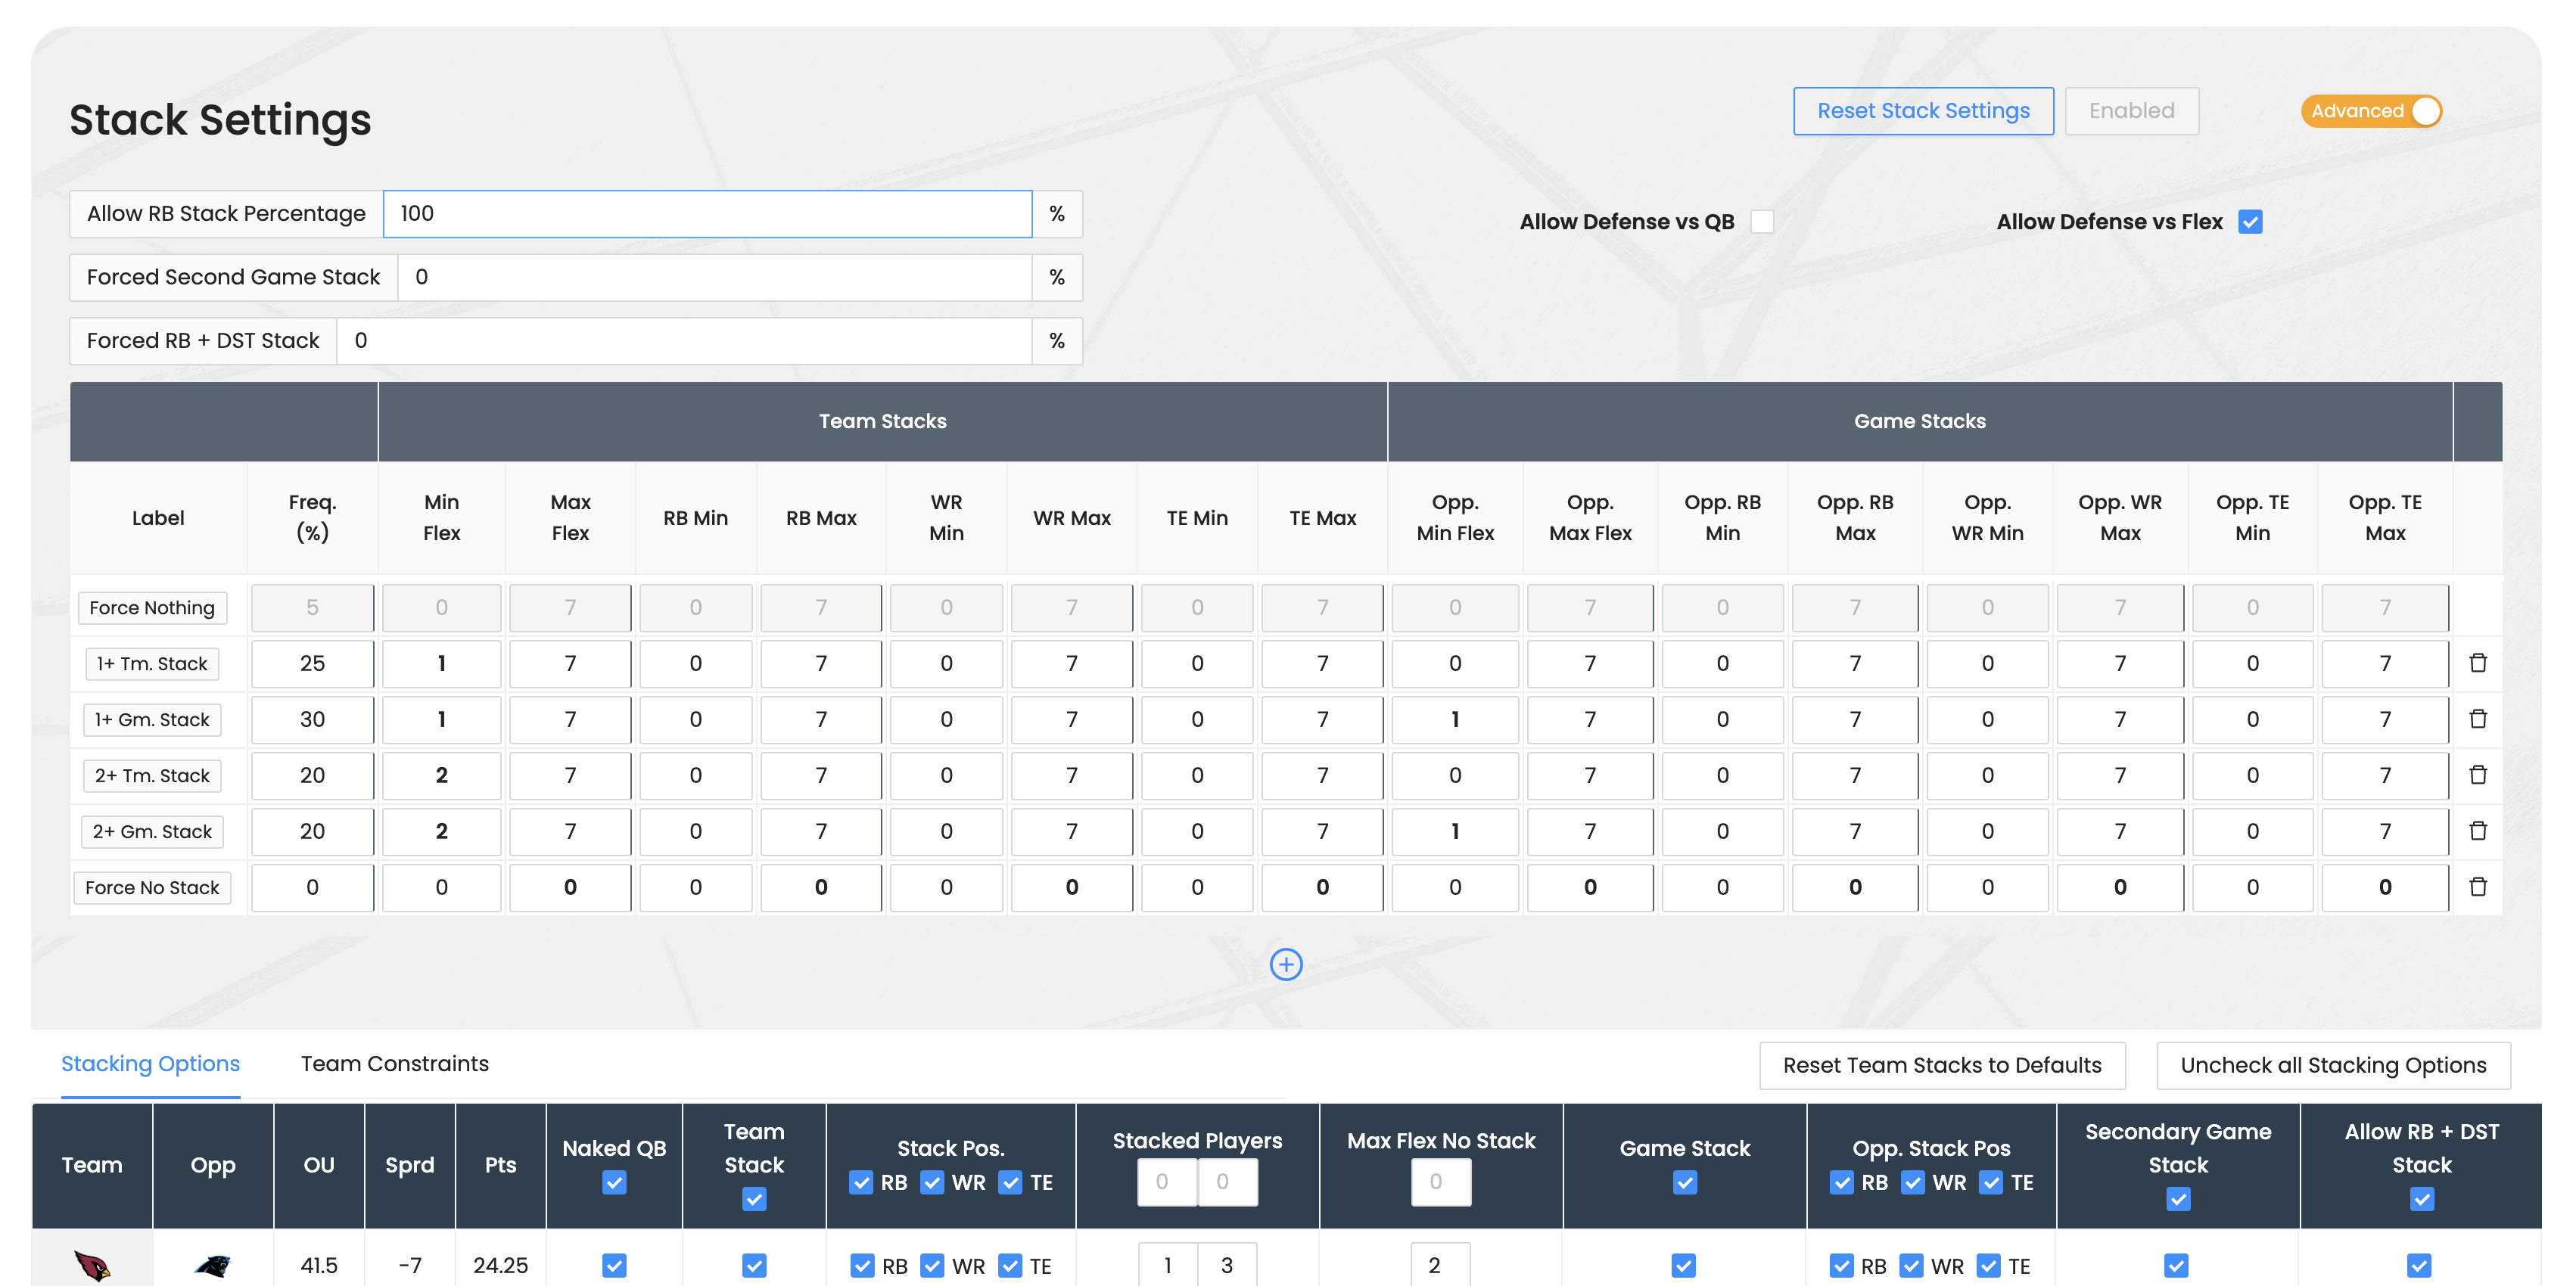 Stack Settings
Reset Stack Settings
Enabled
Advanced
Allow RB Stack Percentage 100 %
Allow Defense vs QB
Allow Defense vs Flex
Forced Second Game Stack 0 %
Forced RB + DST Stack 0 %
Team Stacks Game Stacks
Label Freq. (%) Min Flex Max Flex RB Min RB Max WR Min WR Max TE Min TE Max Opp. Min Flex Opp. Max Flex Opp. RB Min Opp. RB Max Opp. WR Min Opp. WR Max Opp. TE Min Opp. TE Max
Force Nothing 5 0 7 0 7 0 7 0 7 0 7 0 7 0 7 0 7
1+ Tm. Stack 25 1 7 0 7 0 7 0 7 0 7 0 7 0 7 0 7
1+ Gm. Stack 30 1 7 0 7 0 7 0 7 1 7 0 7 0 7 0 7
2+ Tm. Stack 20 2 7 0 7 0 7 0 7 0 7 0 7 0 7 0 7
2+ Gm. Stack 20 2 7 0 7 0 7 0 7 1 7 0 7 0 7 0 7
Force No Stack 0 0 0 0 0 0 0 0 0 0 0 0 0 0 0 0 0
Stacking Options
Team Constraints
Reset Team Stacks to Defaults
Uncheck all Stacking Options
Team Opp OU Sprd Pts Naked QB Team Stack Stack Pos. RB WR TE Stacked Players 0 0 Max Flex No Stack 0 Game Stack Opp. Stack Pos RB WR TE Secondary Game Stack Allow RB + DST Stack
41.5 -7 24.25 RB WR TE 1 3 2 RB WR TE